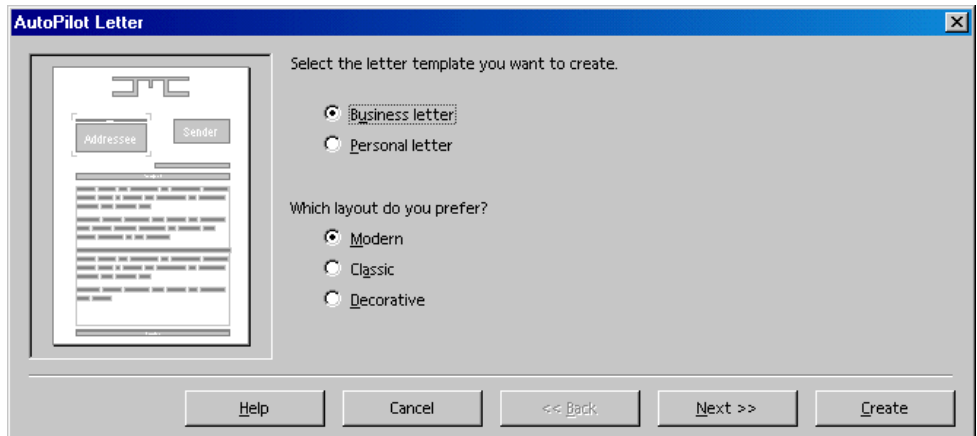 AutoPilot Letter
Select the letter template you want to create.
Addressee
Sender
Business letter
Personal letter
Which layout do you prefer?
Modern
Classic
Decorative
Help
Cancel
<< Back
Next >>
Create